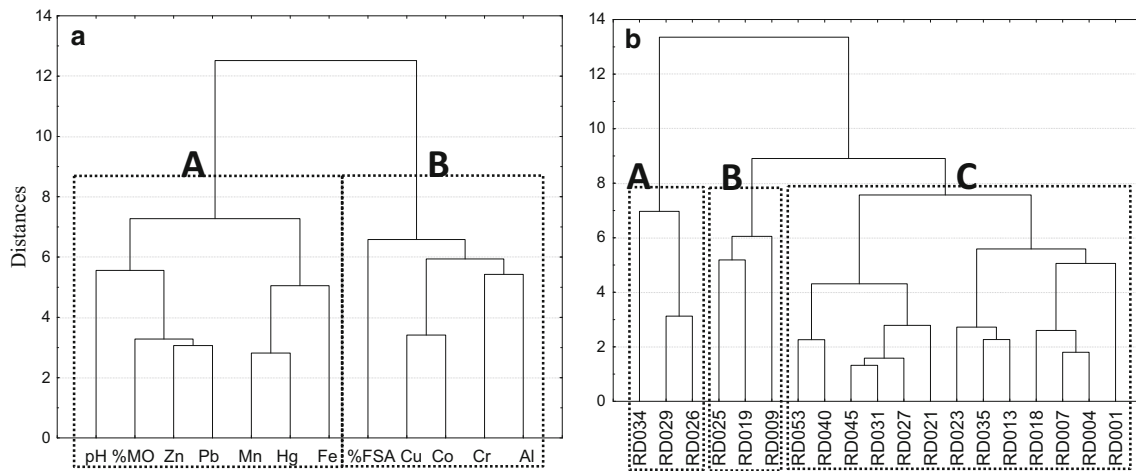 a
14
12
10
8
6
4
2
0
Distances
A
B
pH %MO Zn Pb Mn Hg Fe %FSA Cu Co Cr Al
b
14
12
10
8
6
4
2
0
A
B
C
RD034
RD029
RD026
RD025
RD019
RD009
RD053
RD040
RD045
RD031
RD027
RD021
RD023
RD035
RD013
RD018
RD007
RD004
RD001